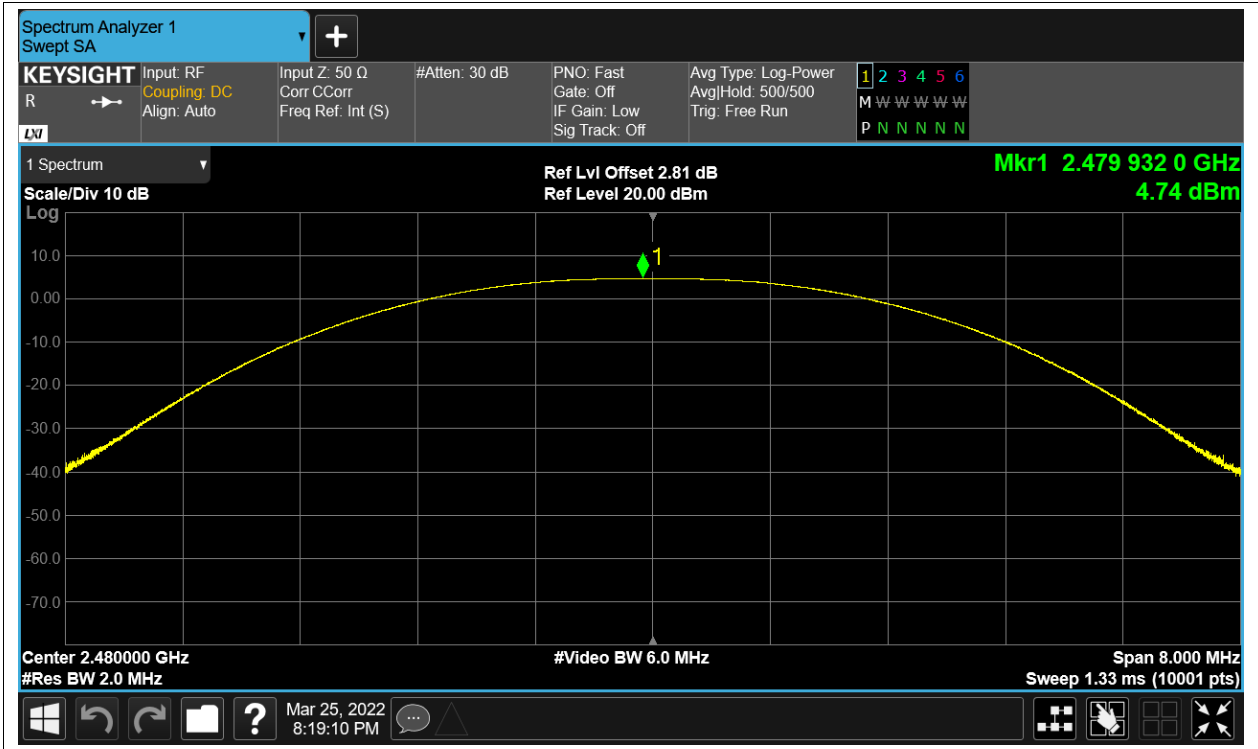 Spectrum Analyzer 1
Swept SA
KEYSIGHT
R
LXI
Input: RF
Coupling: DC
Align: Auto
Input Z: 50 Ω
Corr CCorr
Freq Ref: Int (S)
#Atten: 30 dB
PNO: Fast
Gate: Off
IF Gain: Low
Sig Track: Off
Avg Type: Log-Power
Avg|Hold: 500/500
Trig: Free Run
1 2 3 4 5 6
M W W W W W
P N N N N N
1 Spectrum
Scale/Div 10 dB
Log
Ref Lvl Offset 2.81 dB
Ref Level 20.00 dBm
Mkr1 2.479 932 0 GHz
4.74 dBm
1
10.0
0.00
-10.0
-20.0
-30.0
-40.0
-50.0
-60.0
-70.0
Center 2.480000 GHz
#Res BW 2.0 MHz
#Video BW 6.0 MHz
Span 8.000 MHz
Sweep 1.33 ms (10001 pts)
?
Mar 25, 2022
8:19:10 PM